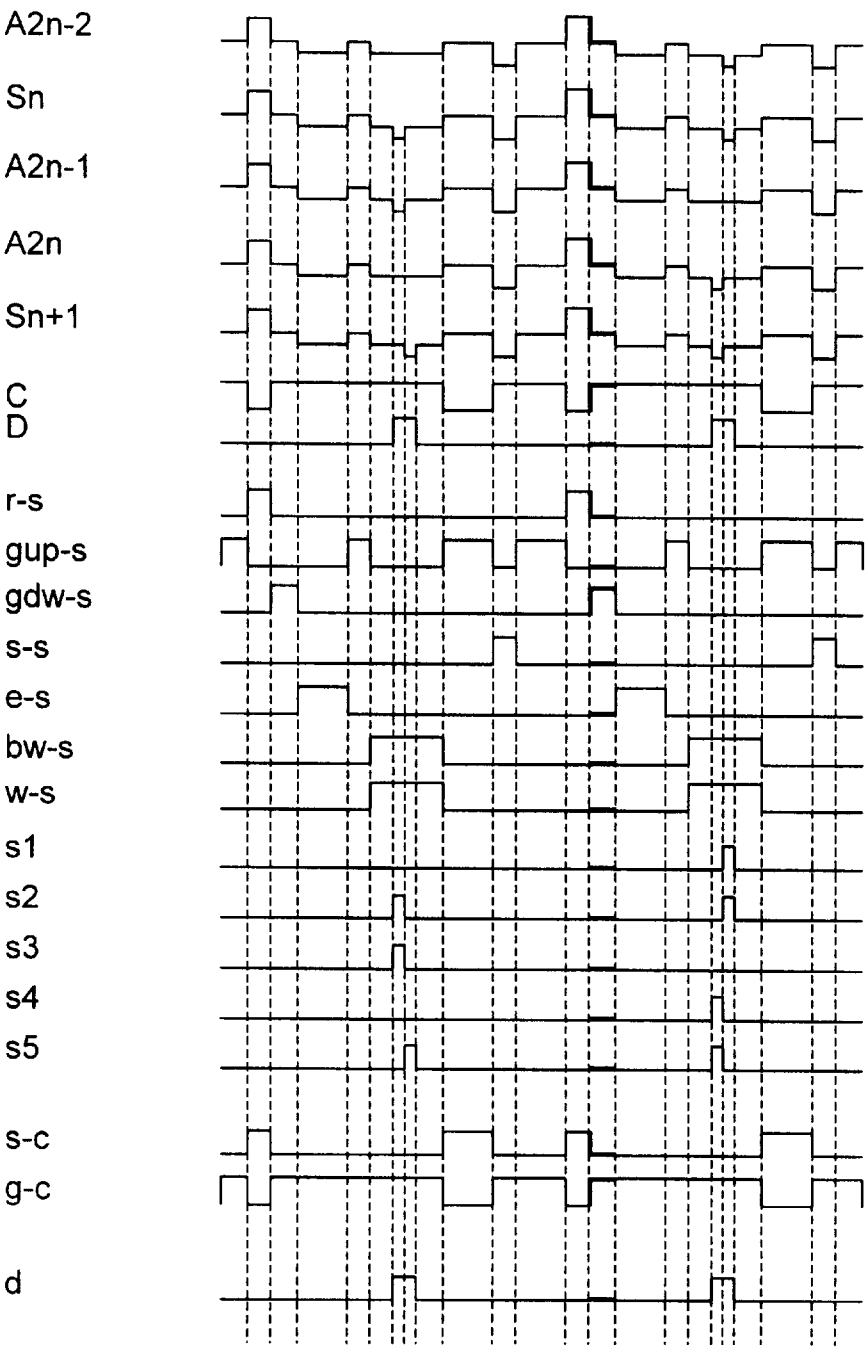 A2n-2
Sn
A2n-1
A2n
Sn+1
C
D
r-s
gup-s
gdw-s
s-s
e-s
bw-s
w-s
s1
s2
s3
s4
s5
s-c
g-c
d